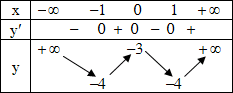 x −∞ −1 0 1 +∞
y′ − 0 + 0 − 0 +
+∞ −3 +∞
y
−4 −4